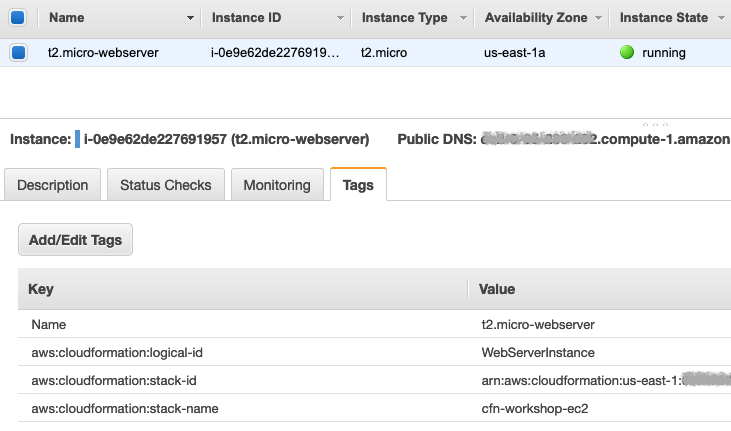 Name Instance ID Instance Type Availability Zone Instance State
t2.micro-webserver i-0e9e62de2276919… t2.micro us-east-1a running
Instance: i-0e9e62de227691957 (t2.micro-webserver) Public DNS: 2.compute-1.amazon
Description Status Checks Monitoring Tags
Add/Edit Tags
Key Value
Name t2.micro-webserver
aws:cloudformation:logical-id WebServerInstance
aws:cloudformation:stack-id arn:aws:cloudformation:us-east-1:
aws:cloudformation:stack-name cfn-workshop-ec2